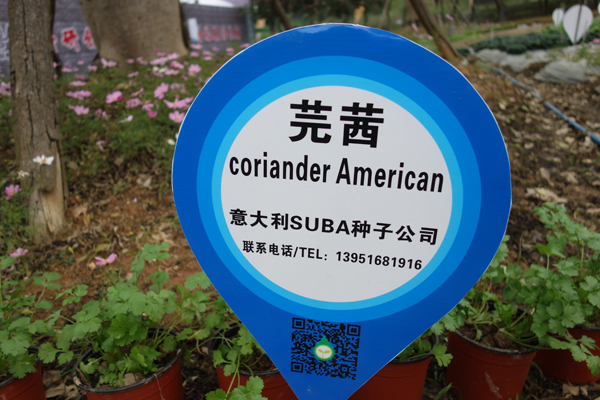 芫茜
coriander American
意大利SUBA种子公司
联系电话/TEL: 13951681916